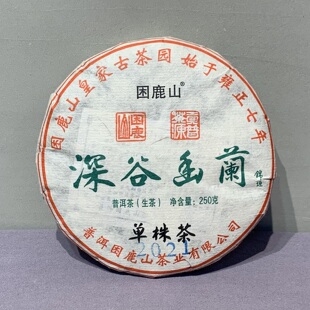 困鹿山皇家古茶园 始于雍正七年
困鹿山
深谷幽蘭
普洱茶（生茶） 净含量:250克
单株茶
2021
普洱困鹿山茶业有限公司